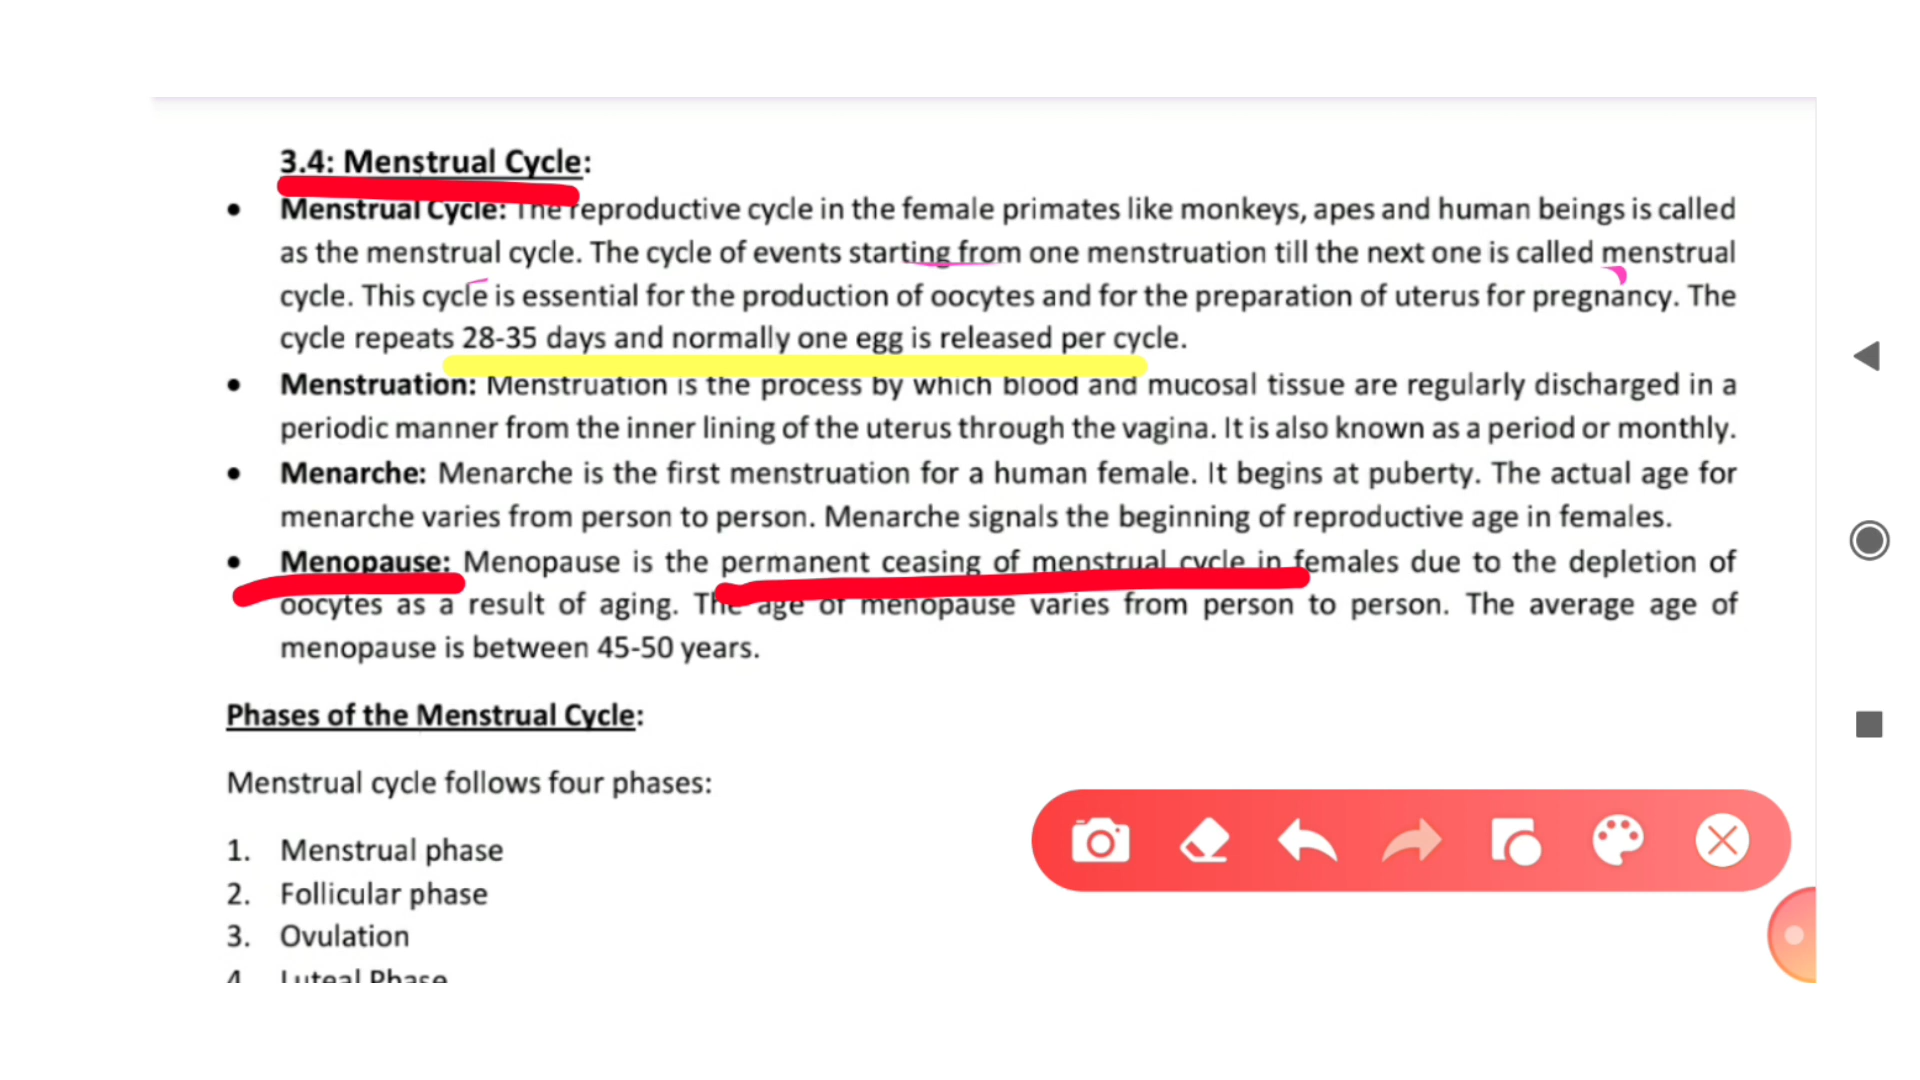 3.4: Menstrual Cycle:
• Menstrual Cycle: The reproductive cycle in the female primates like monkeys, apes and human beings is called
as the menstrual cycle. The cycle of events starting from one menstruation till the next one is called menstrual
cycle. This cycle is essential for the production of oocytes and for the preparation of uterus for pregnancy. The
cycle repeats 28-35 days and normally one egg is released per cycle.
• Menstruation: Menstruation is the process by which blood and mucosal tissue are regularly discharged in a
periodic manner from the inner lining of the uterus through the vagina. It is also known as a period or monthly.
• Menarche: Menarche is the first menstruation for a human female. It begins at puberty. The actual age for
menarche varies from person to person. Menarche signals the beginning of reproductive age in females.
• Menopause: Menopause is the permanent ceasing of menstrual cycle in females due to the depletion of
oocytes as a result of aging. The age of menopause varies from person to person. The average age of
menopause is between 45-50 years.
Phases of the Menstrual Cycle:
Menstrual cycle follows four phases:
1. Menstrual phase
2. Follicular phase
3. Ovulation
4 Luteal Phase